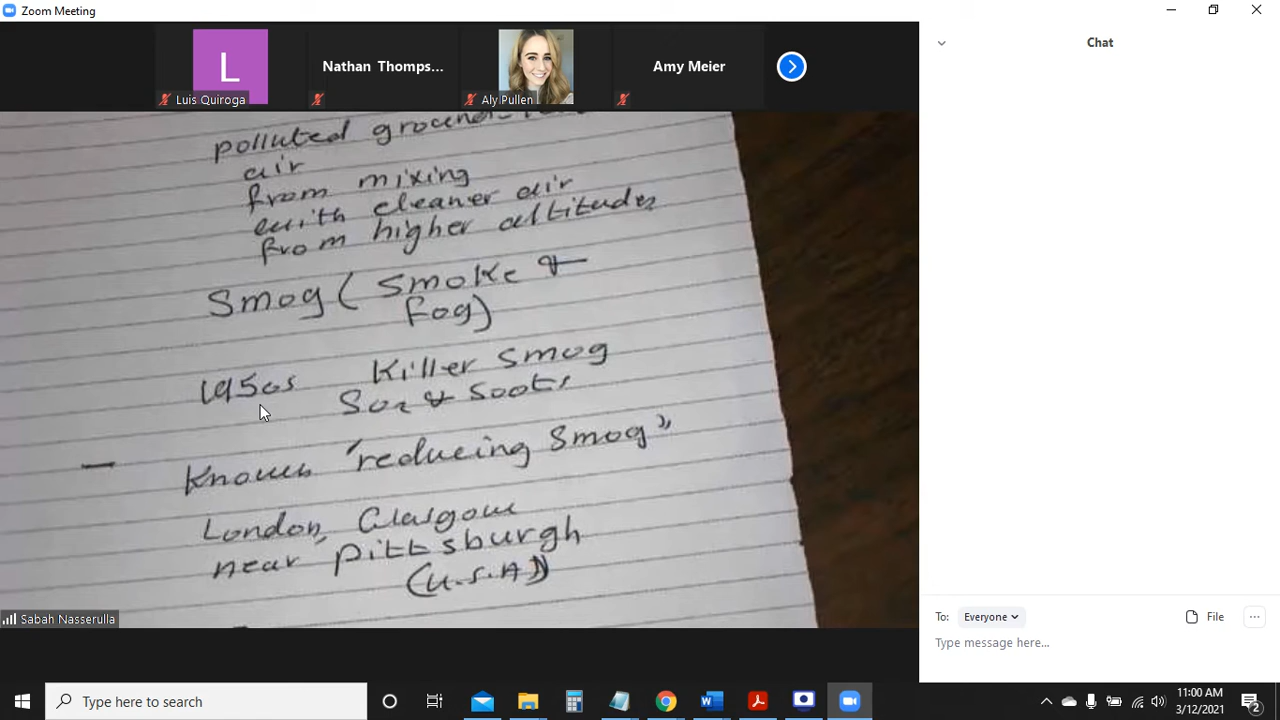 Zoom Meeting
L
Luis Quiroga
Nathan Thomps...
Aly Pullen
Amy Meier
Chat
polluted ground
air
from mixing
with cleaner air
from higher altitudes
Smog (Smoke &
Fog)
1950s Killer Smog
SO2 & Soots
- Known "reducing Smog"
London, Glasgow
near Pittsburgh
(U.S.A)
Sabah Nasserulla
To: Everyone File ...
Type message here...
Type here to search
11:00 AM
3/12/2021
2